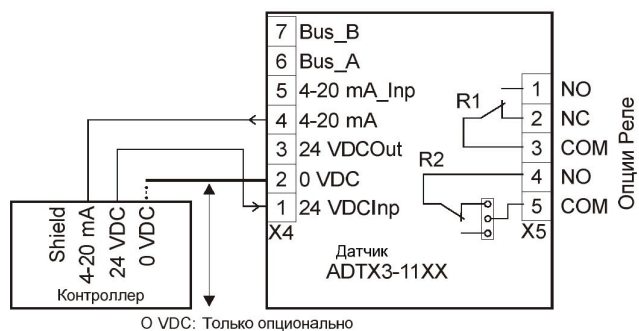 7 Bus_B
6 Bus_A
5 4-20 mA_Inp
4 4-20 mA
3 24 VDCOut
2 0 VDC
1 24 VDCInp
X4
R1
R2
1 NO
2 NC
3 COM
4 NO
5 COM
X5
Опции Реле
Датчик
ADTX3-11XX
Shield
4-20 mA
24 VDC
0 VDC
Контроллер
O VDC: Только опционально